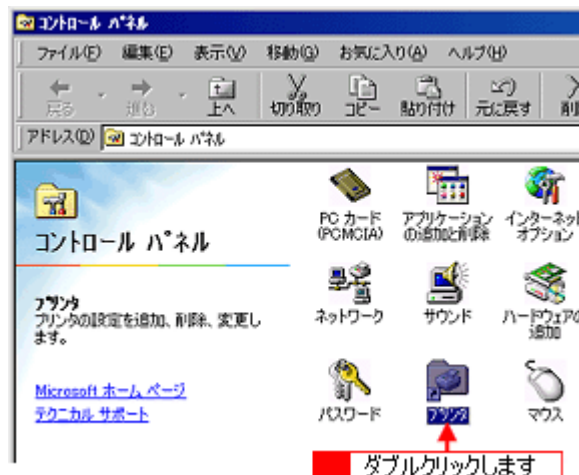 コントロール パネル
ファイル(F) 編集(E) 表示(V) 移動(G) お気に入り(A) ヘルプ(H)
戻る 進む 上へ 切り取り コピー 貼り付け 元に戻す 削
アドレス(D) コントロール パネル
コントロール パネル
プリンタ
プリンタの設定を追加、削除、変更し
ます。
Microsoft ホーム ページ
テクニカル サポート
PC カード
(PCMCIA)
アプリケーション
の追加と削除
インターネット
オプション
ネットワーク
サウンド
ハードウェアの
追加
パスワード
プリンタ
マウス
ダブルクリックします